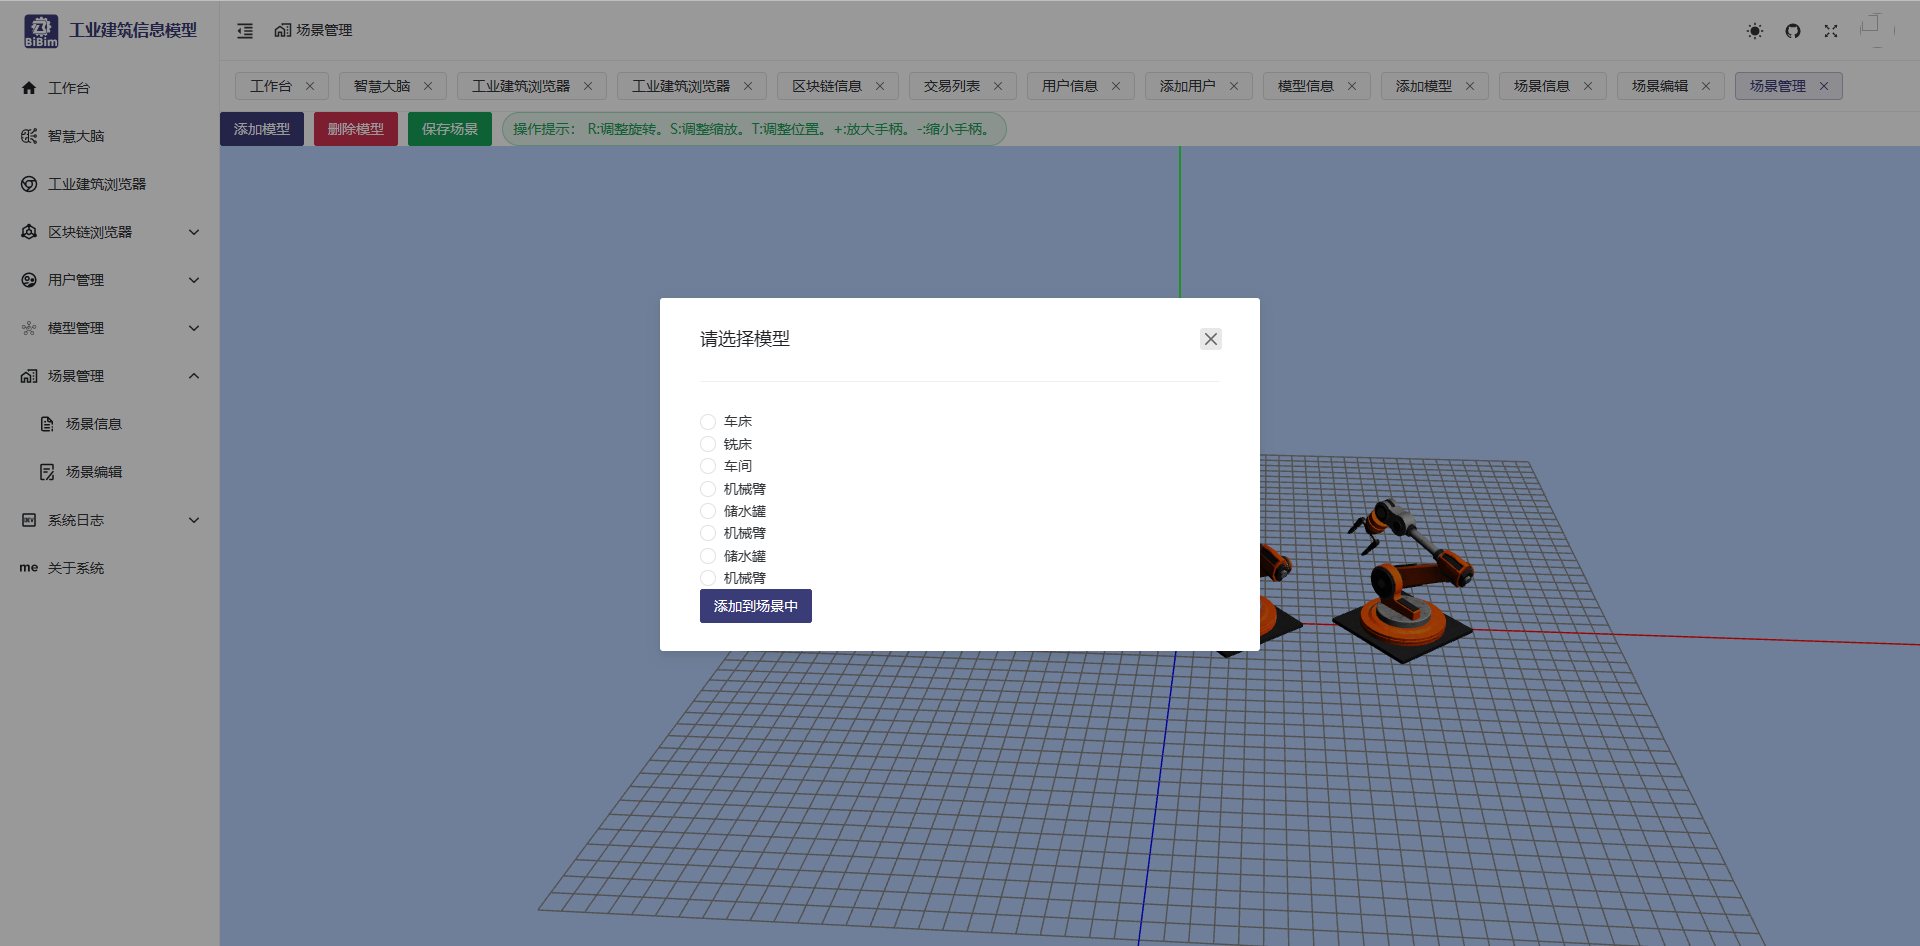 BiBim
工业建筑信息模型
场景管理
工作台
智慧大脑
工业建筑浏览器
区块链浏览器
用户管理
模型管理
场景管理
场景信息
场景编辑
系统日志
me 关于系统
工作台 智慧大脑 工业建筑浏览器 工业建筑浏览器 区块链信息 交易列表 用户信息 添加用户 模型信息 添加模型 场景信息 场景编辑 场景管理
添加模型 删除模型 保存场景 操作提示： R:调整旋转。S:调整缩放。T:调整位置。+:放大手柄。-:缩小手柄。
请选择模型
车床
铣床
车间
机械臂
储水罐
机械臂
储水罐
机械臂
添加到场景中